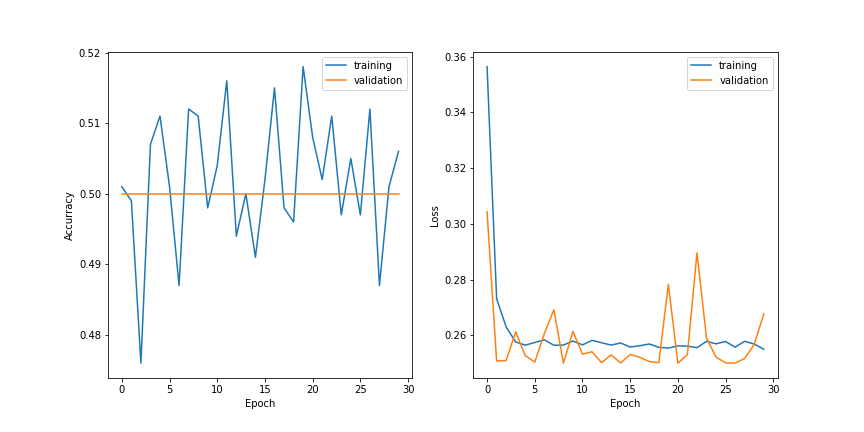 0.52
0.51
0.50
0.49
0.48
Accurracy
0 5 10 15 20 25 30
Epoch
training
validation
0.36
0.34
0.32
0.30
0.28
0.26
Loss
0 5 10 15 20 25 30
Epoch
training
validation